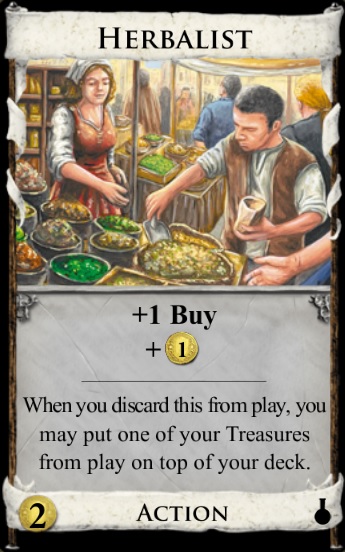 HERBALIST
+1 Buy
+ 1
When you discard this from play, you
may put one of your Treasures
from play on top of your deck.
2 ACTION